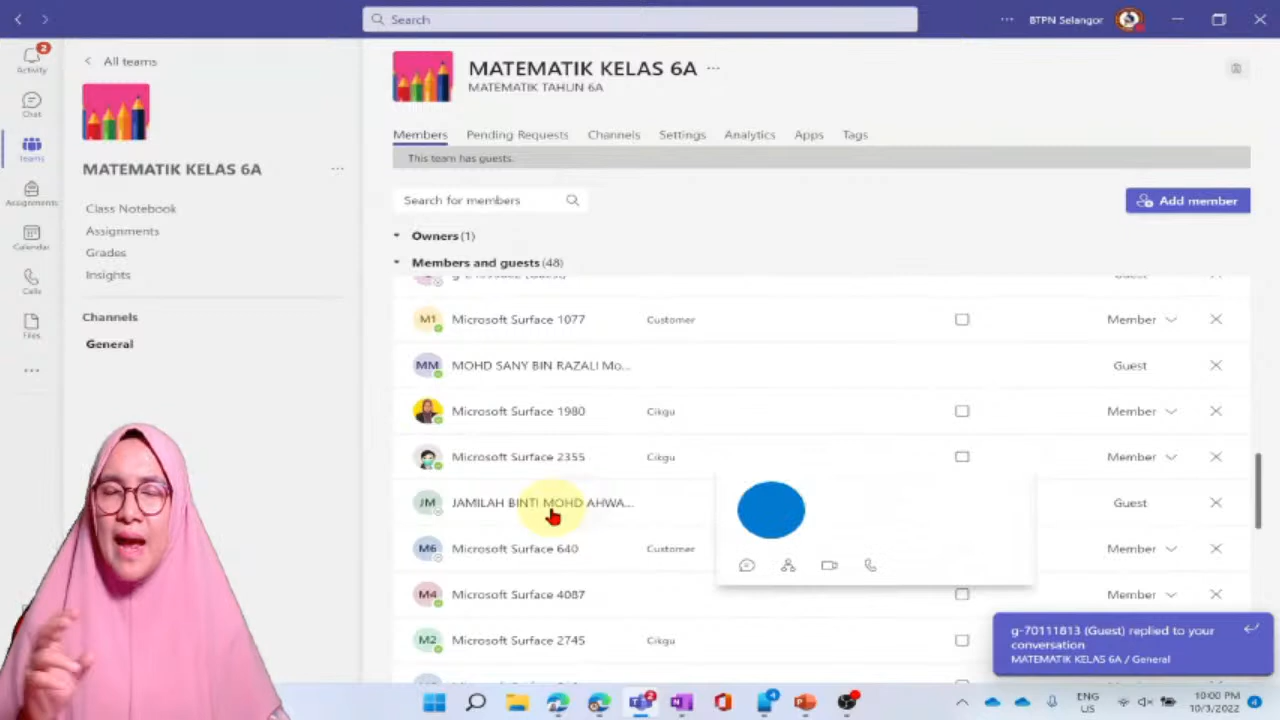 Search
BTPN Selangor
2
Activity
Chat
Teams
Assignments
Calendar
Calls
Files
All teams
MATEMATIK KELAS 6A
Class Notebook
Assignments
Grades
Insights
Channels
General
MATEMATIK KELAS 6A
MATEMATIK TAHUN 6A
Members Pending Requests Channels Settings Analytics Apps Tags
This team has guests.
Search for members
Add member
Owners (1)
Members and guests (48)
M1 Microsoft Surface 1077 Customer Member
MM MOHD SANY BIN RAZALI Mo... Guest
Microsoft Surface 1980 Cikgu Member
Microsoft Surface 2355 Cikgu Member
JM JAMILAH BINTI MOHD AHWA... Guest
M6 Microsoft Surface 640 Customer Member
M4 Microsoft Surface 4087 Member
M2 Microsoft Surface 2745 Cikgu
g-70111813 (Guest) replied to your
conversation
MATEMATIK KELAS 6A / General
2
4
ENG
US
10:00 PM
10/3/2022
4